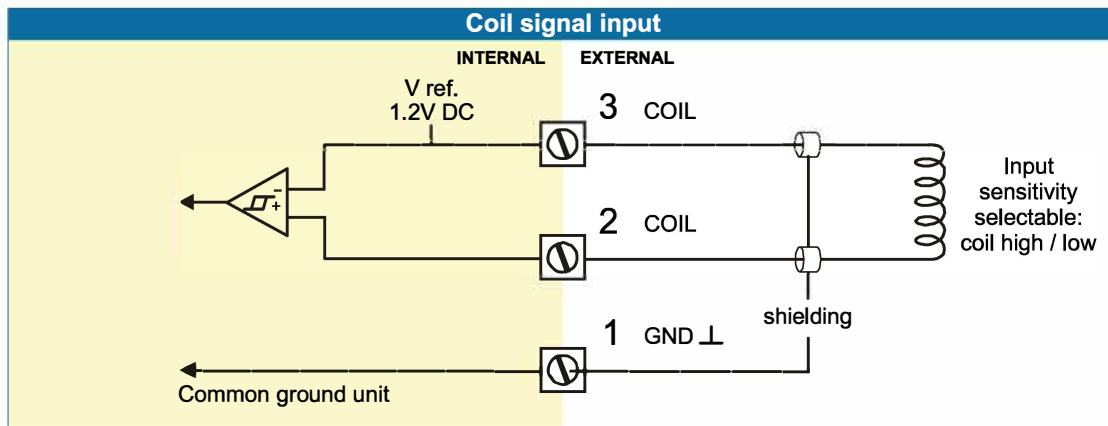 Coil signal input
INTERNAL EXTERNAL
V ref.
1.2V DC
3 COIL
- 
+
2 COIL
Input
sensitivity
selectable:
coil high / low
shielding
1 GND ⊥
Common ground unit